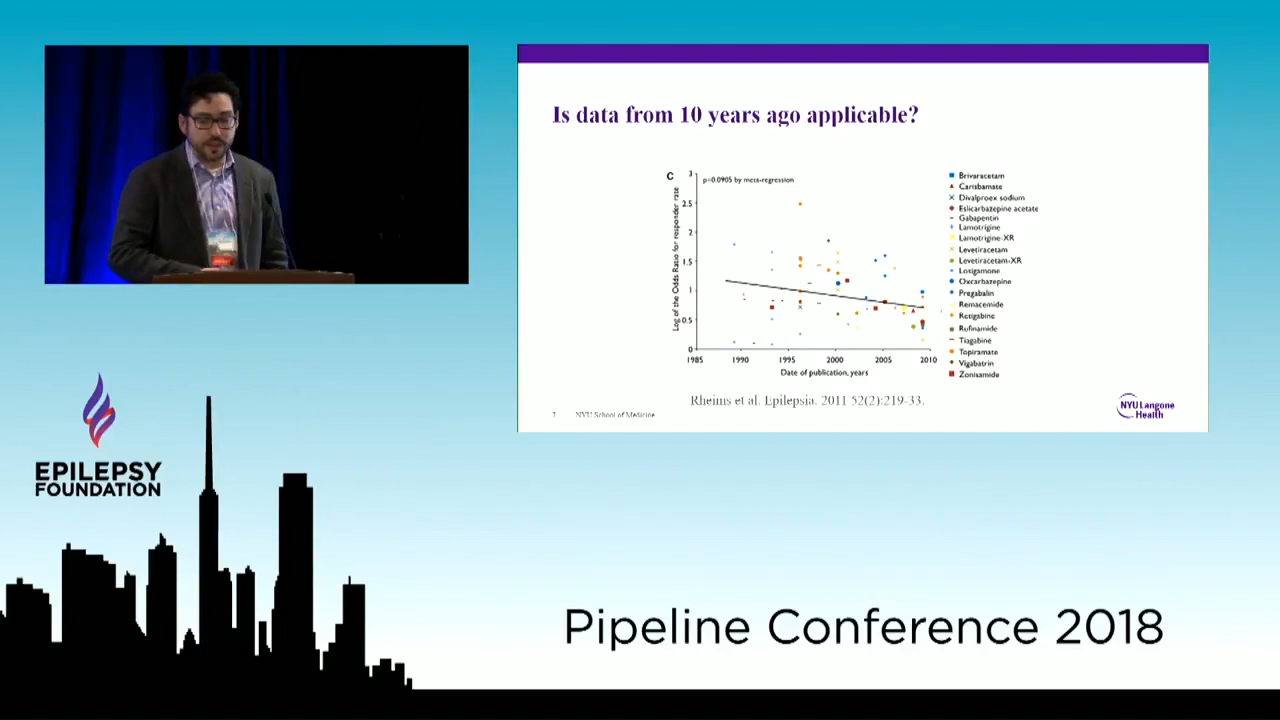 Is data from 10 years ago applicable?
C
p=0.0905 by meta-regression
Log of the Odds Ratio for responder rate
3
2.5
2
1.5
1
0.5
0
1985 1990 1995 2000 2005 2010
Date of publication, years
Brivaracetam
Carisbamate
Divalproex sodium
Eslicarbazepine acetate
Gabapentin
Lamotrigine
Lamotrigine-XR
Levetiracetam
Levetiracetam-XR
Losigamone
Oxcarbazepine
Pregabalin
Remacemide
Retigabine
Rufinamide
Tiagabine
Topiramate
Vigabatrin
Zonisamide
Rheims et al. Epilepsia. 2011 52(2):219-33.
7 NYU School of Medicine
NYU Langone
Health
EPILEPSY
FOUNDATION
Pipeline Conference 2018